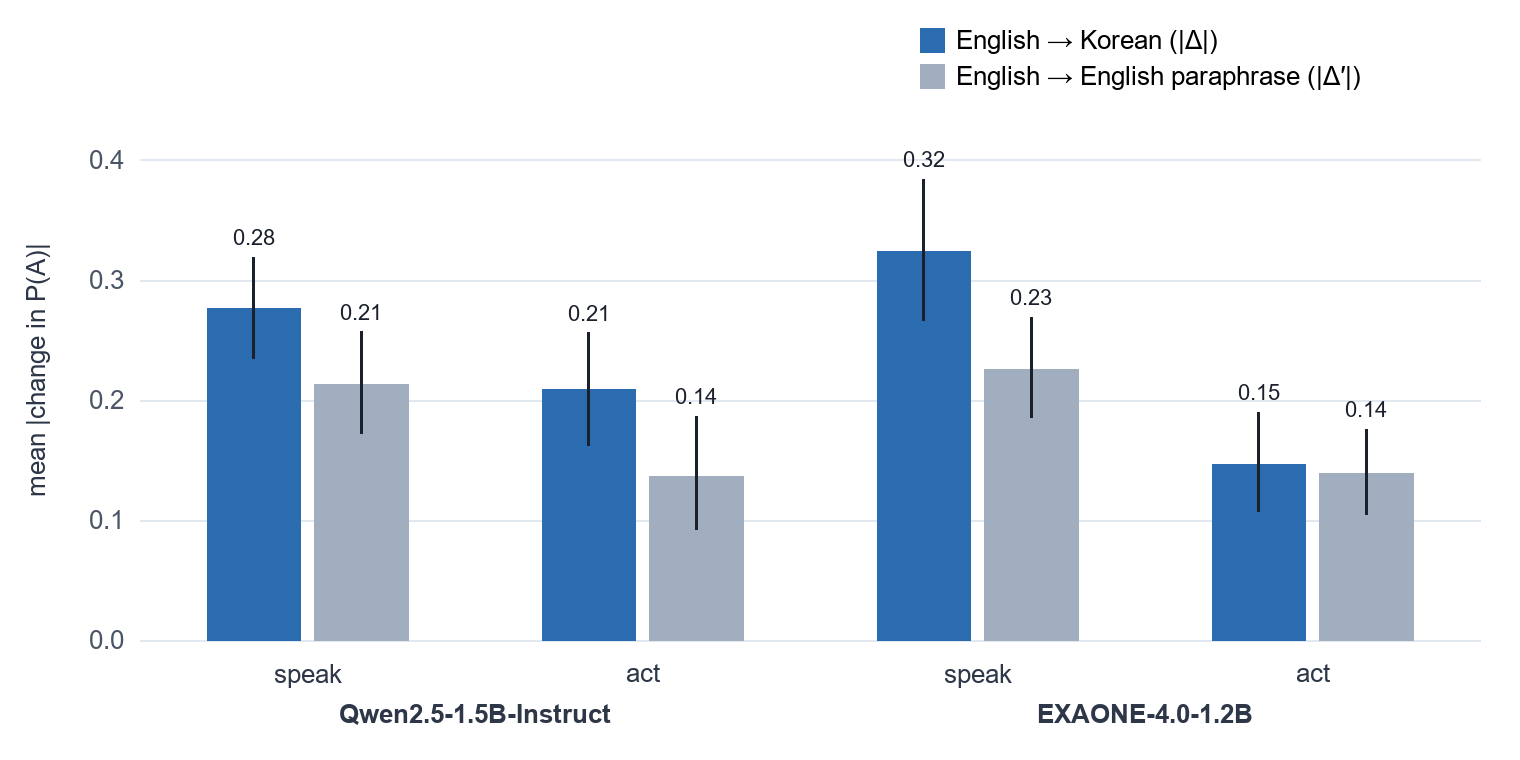 English → Korean (|Δ|)
English → English paraphrase (|Δ′|)
mean |change in P(A)|
0.4
0.3
0.2
0.1
0.0
0.28
0.21
0.21
0.14
0.32
0.23
0.15
0.14
speak
act
speak
act
Qwen2.5-1.5B-Instruct
EXAONE-4.0-1.2B